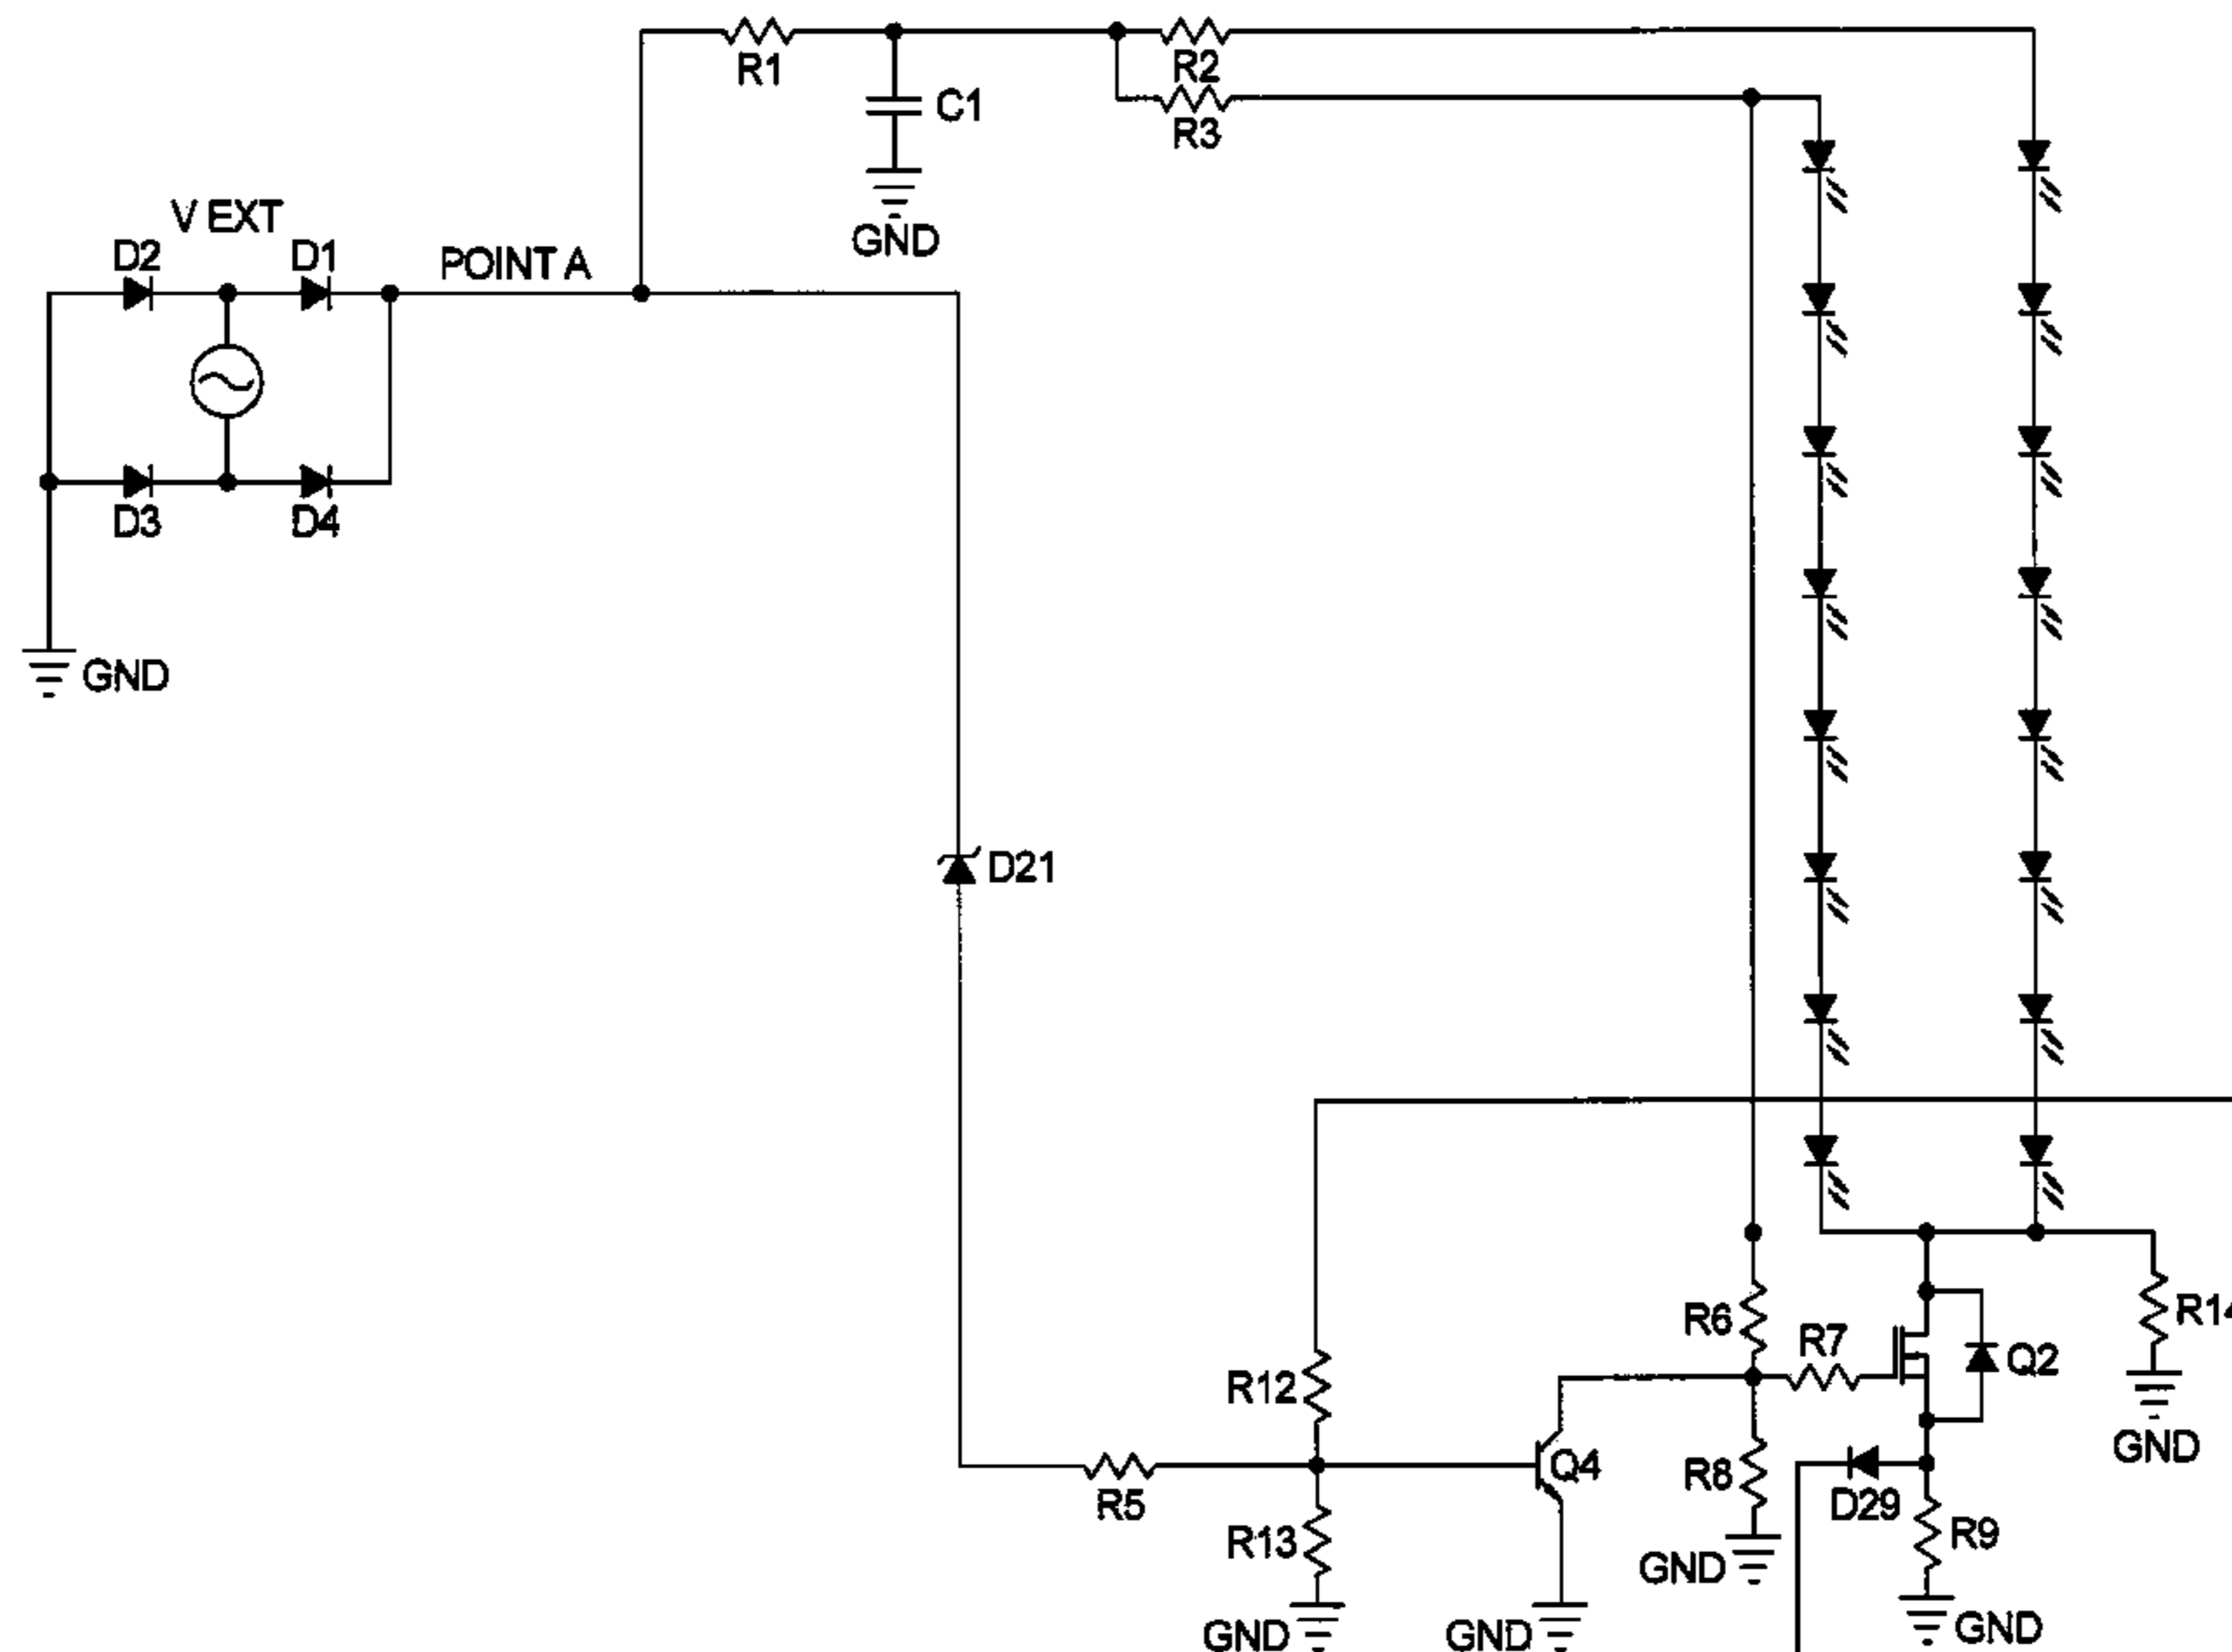 R1
R2
C1
R3
V EXT
GND
D2
D1
POINT A
D3
D4
GND
D21
R6
R7
R14
Q2
R12
GND
Q4
R8
R5
D29
R9
R13
GND
GND
GND
GND